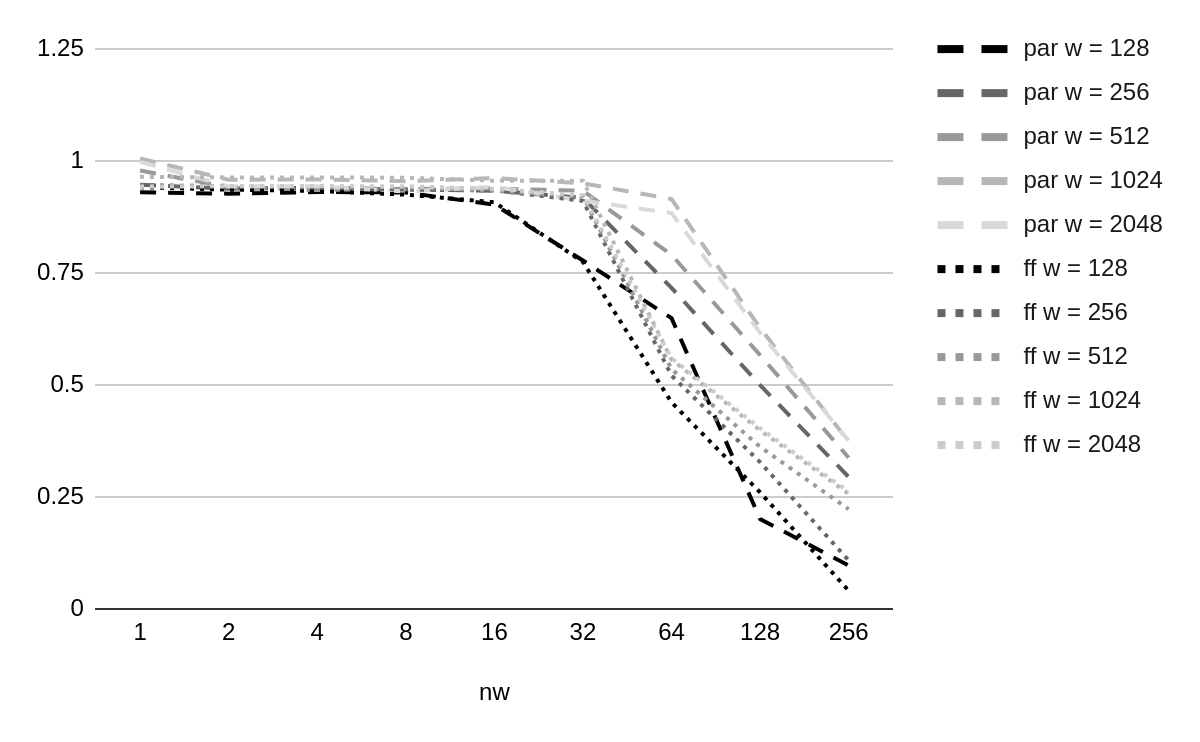 1.25
1
0.75
0.5
0.25
0
1 2 4 8 16 32 64 128 256
nw
par w = 128
par w = 256
par w = 512
par w = 1024
par w = 2048
ff w = 128
ff w = 256
ff w = 512
ff w = 1024
ff w = 2048